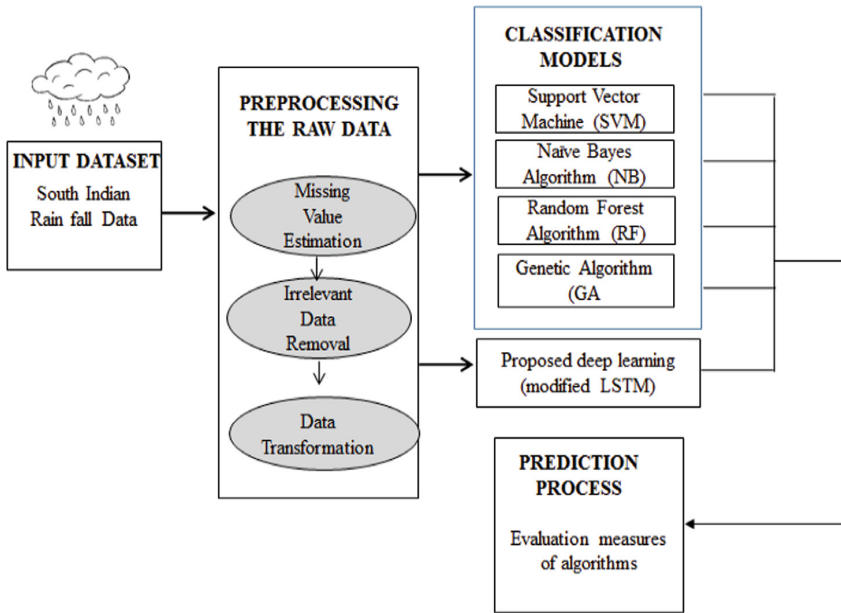 INPUT DATASET
South Indian
Rain fall Data
PREPROCESSING
THE RAW DATA
Missing
Value
Estimation
Irrelevant
Data
Removal
Data
Transformation
CLASSIFICATION
MODELS
Support Vector
Machine (SVM)
Naïve Bayes
Algorithm (NB)
Random Forest
Algorithm (RF)
Genetic Algorithm
(GA
Proposed deep learning
(modified LSTM)
PREDICTION
PROCESS
Evaluation measures
of algorithms